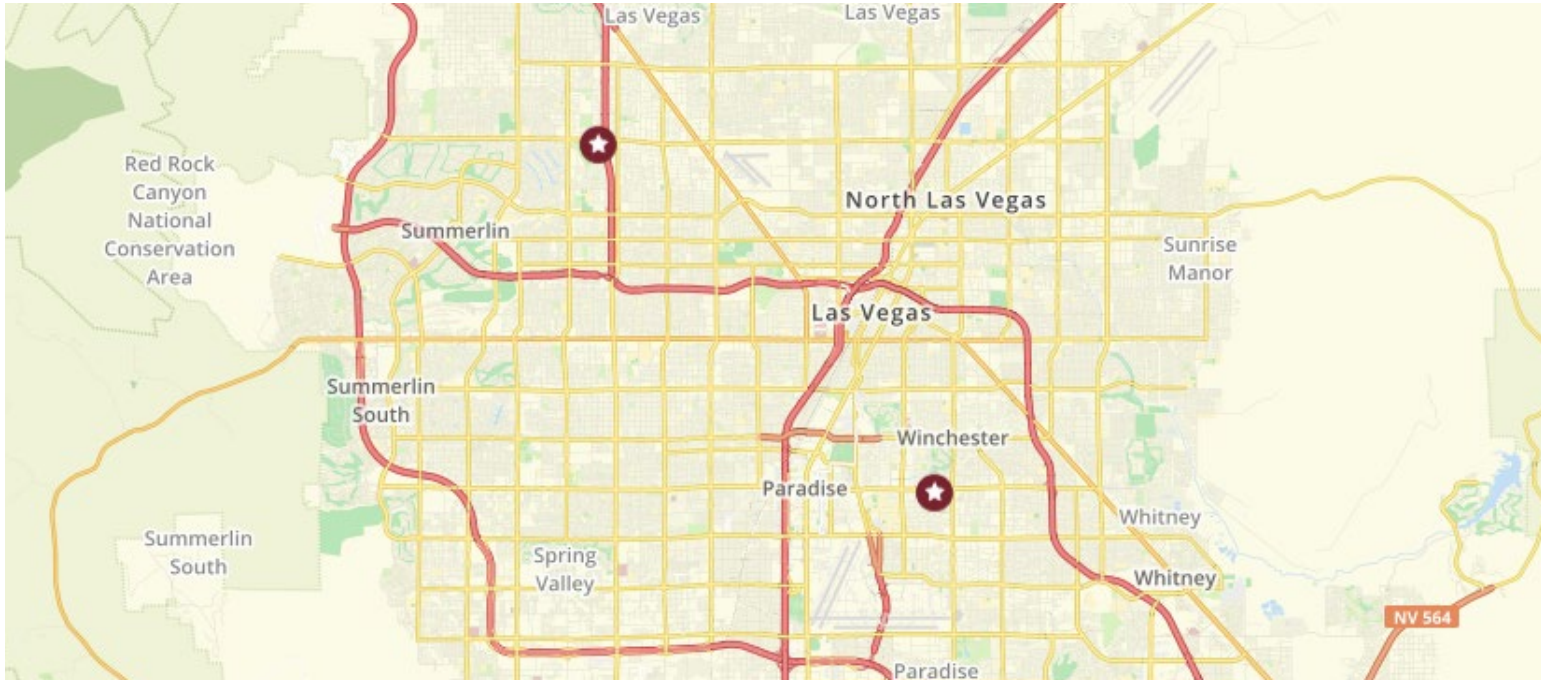 Las Vegas
Las Vegas
Red Rock
Canyon
National
Conservation
Area
North Las Vegas
Summerlin
Sunrise
Manor
Las Vegas
Summerlin
South
Winchester
Paradise
Whitney
Summerlin
South
Spring
Valley
Whitney
NV 564
Paradise